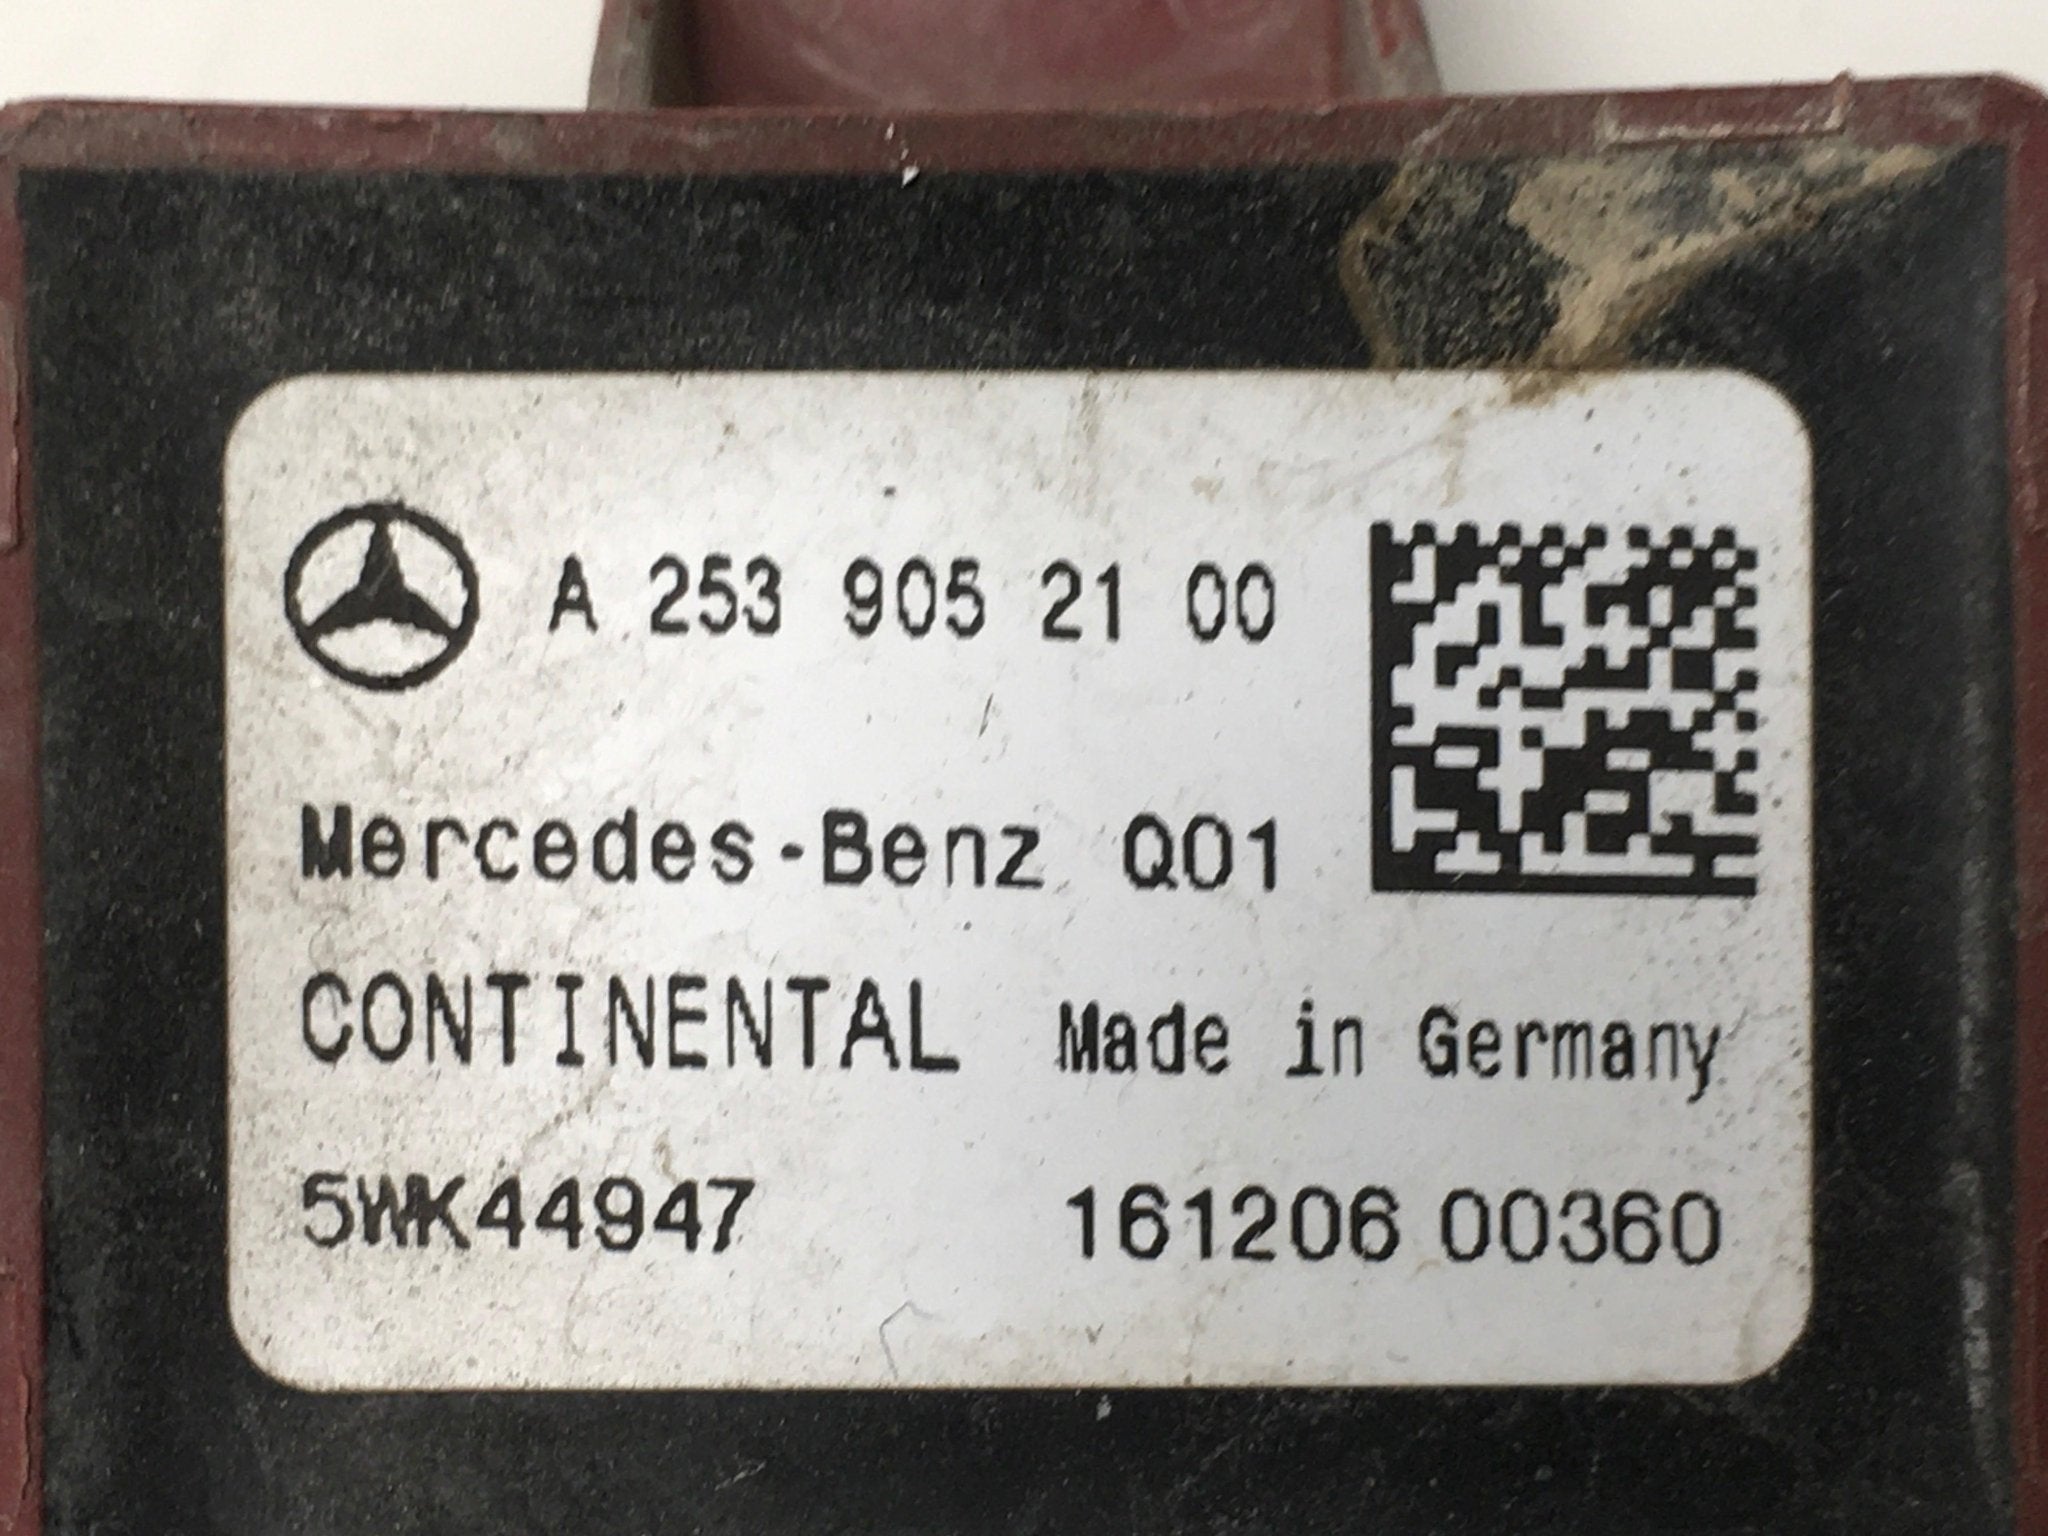 A 253 905 21 00
Mercedes-Benz Q01
CONTINENTAL Made in Germany
5WK44947 161206 00360